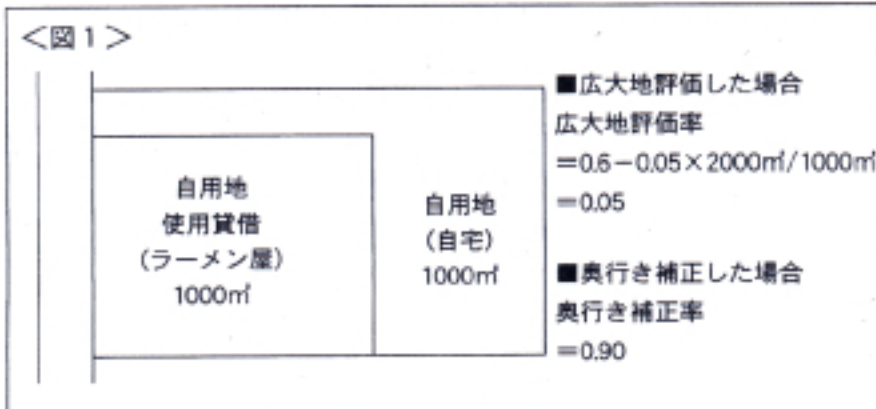 ＜図1＞
自用地
使用貸借
(ラーメン屋)
1000㎡
自用地
(自宅)
1000㎡
■広大地評価した場合
広大地評価率
=0.6-0.05×2000㎡/1000㎡
=0.05
■奥行き補正した場合
奥行き補正率
=0.90